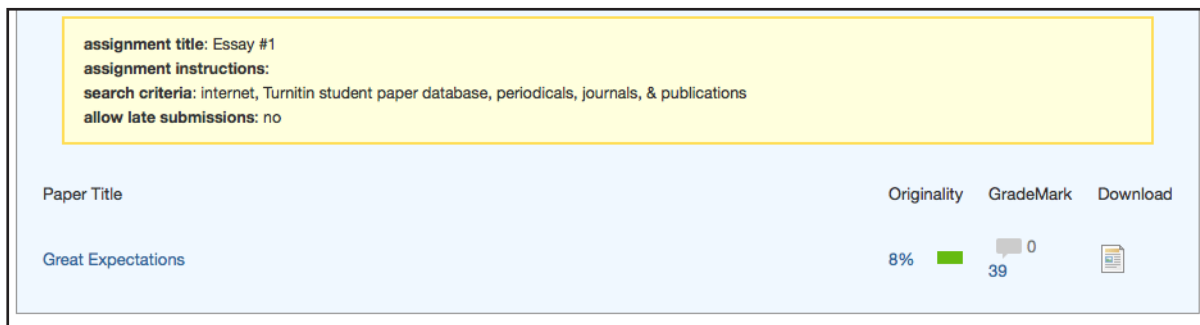 assignment title: Essay #1
assignment instructions:
search criteria: internet, Turnitin student paper database, periodicals, journals, & publications
allow late submissions: no
Paper Title Originality GradeMark Download
Great Expectations 8% 0
39